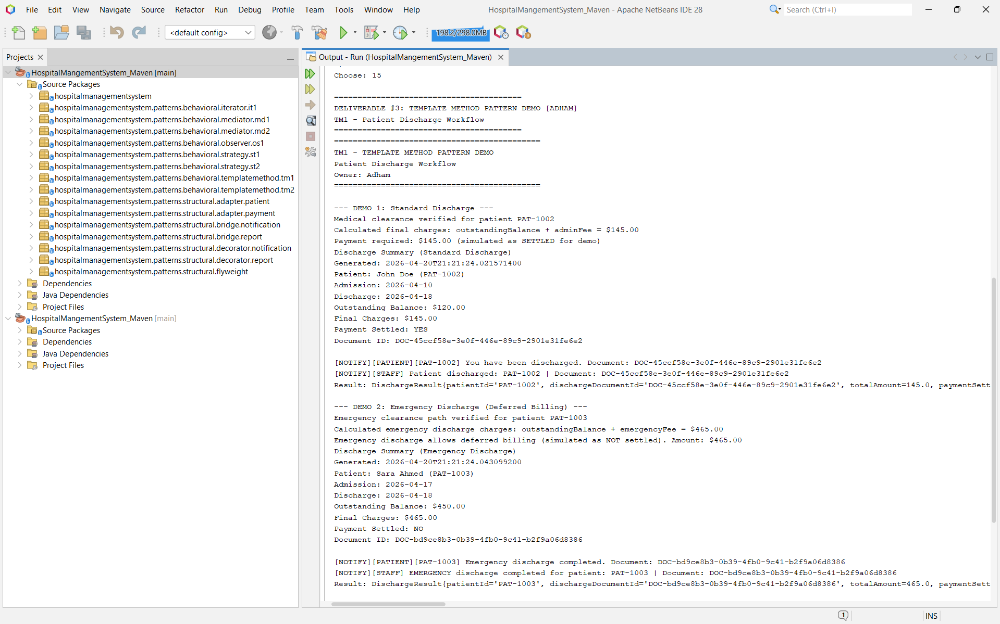 File Edit View Navigate Source Refactor Run Debug Profile Team Tools Window Help
HospitalMangementSystem_Maven - Apache NetBeans IDE 28
Search (Ctrl+I)
<default config>
198.2/298.0MB
Projects
HospitalMangementSystem_Maven [main]
Source Packages
hospitalmanagementsystem
hospitalmanagementsystem.patterns.behavioral.iterator.it1
hospitalmanagementsystem.patterns.behavioral.mediator.md1
hospitalmanagementsystem.patterns.behavioral.mediator.md2
hospitalmanagementsystem.patterns.behavioral.observer.os1
hospitalmanagementsystem.patterns.behavioral.strategy.st1
hospitalmanagementsystem.patterns.behavioral.strategy.st2
hospitalmanagementsystem.patterns.behavioral.templatemethod.tm1
hospitalmanagementsystem.patterns.behavioral.templatemethod.tm2
hospitalmanagementsystem.patterns.structural.adapter.patient
hospitalmanagementsystem.patterns.structural.adapter.payment
hospitalmanagementsystem.patterns.structural.bridge.notification
hospitalmanagementsystem.patterns.structural.bridge.report
hospitalmanagementsystem.patterns.structural.decorator.notification
hospitalmanagementsystem.patterns.structural.decorator.report
hospitalmanagementsystem.patterns.structural.flyweight
Dependencies
Java Dependencies
Project Files
HospitalMangementSystem_Maven [main]
Source Packages
Dependencies
Java Dependencies
Project Files
Output - Run (HospitalMangementSystem_Maven)
Choose: 15
========================================
DELIVERABLE #3: TEMPLATE METHOD PATTERN DEMO [ADHAM]
TM1 - Patient Discharge Workflow
========================================
============================================
TM1 - TEMPLATE METHOD PATTERN DEMO
Patient Discharge Workflow
Owner: Adham
============================================
--- DEMO 1: Standard Discharge ---
Medical clearance verified for patient PAT-1002
Calculated final charges: outstandingBalance + adminFee = $145.00
Payment required: $145.00 (simulated as SETTLED for demo)
Discharge Summary (Standard Discharge)
Generated: 2026-04-20T21:21:24.021571400
Patient: John Doe (PAT-1002)
Admission: 2026-04-10
Discharge: 2026-04-18
Outstanding Balance: $120.00
Final Charges: $145.00
Payment Settled: YES
Document ID: DOC-45ccf58e-3e0f-446e-89c9-2901e31fe6e2
[NOTIFY][PATIENT][PAT-1002] You have been discharged. Document: DOC-45ccf58e-3e0f-446e-89c9-2901e31fe6e2
[NOTIFY][STAFF] Patient discharged: PAT-1002 | Document: DOC-45ccf58e-3e0f-446e-89c9-2901e31fe6e2
Result: DischargeResult{patientId='PAT-1002', dischargeDocumentId='DOC-45ccf58e-3e0f-446e-89c9-2901e31fe6e2', totalAmount=145.0, paymentSett
--- DEMO 2: Emergency Discharge (Deferred Billing) ---
Emergency clearance path verified for patient PAT-1003
Calculated emergency discharge charges: outstandingBalance + emergencyFee = $465.00
Emergency discharge allows deferred billing (simulated as NOT settled). Amount: $465.00
Discharge Summary (Emergency Discharge)
Generated: 2026-04-20T21:21:24.043099200
Patient: Sara Ahmed (PAT-1003)
Admission: 2026-04-17
Discharge: 2026-04-18
Outstanding Balance: $450.00
Final Charges: $465.00
Payment Settled: NO
Document ID: DOC-bd9ce8b3-0b39-4fb0-9c41-b2f9a06d8386
[NOTIFY][PATIENT][PAT-1003] Emergency discharge completed. Document: DOC-bd9ce8b3-0b39-4fb0-9c41-b2f9a06d8386
[NOTIFY][STAFF] EMERGENCY discharge completed for patient: PAT-1003 | Document: DOC-bd9ce8b3-0b39-4fb0-9c41-b2f9a06d8386
Result: DischargeResult{patientId='PAT-1003', dischargeDocumentId='DOC-bd9ce8b3-0b39-4fb0-9c41-b2f9a06d8386', totalAmount=465.0, paymentSett
1
INS